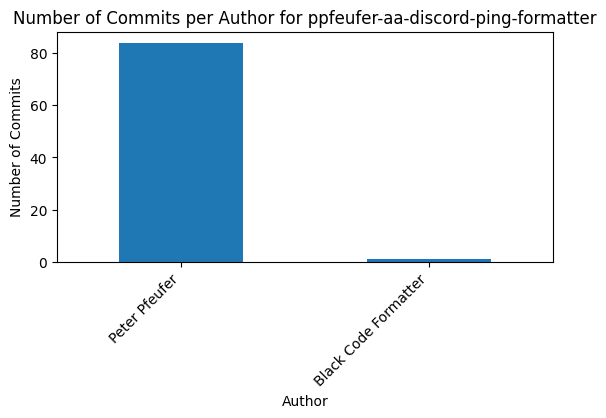 Number of Commits per Author for ppfeufer-aa-discord-ping-formatter
Number of Commits
80
60
40
20
0
Peter Pfeufer
Black Code Formatter
Author